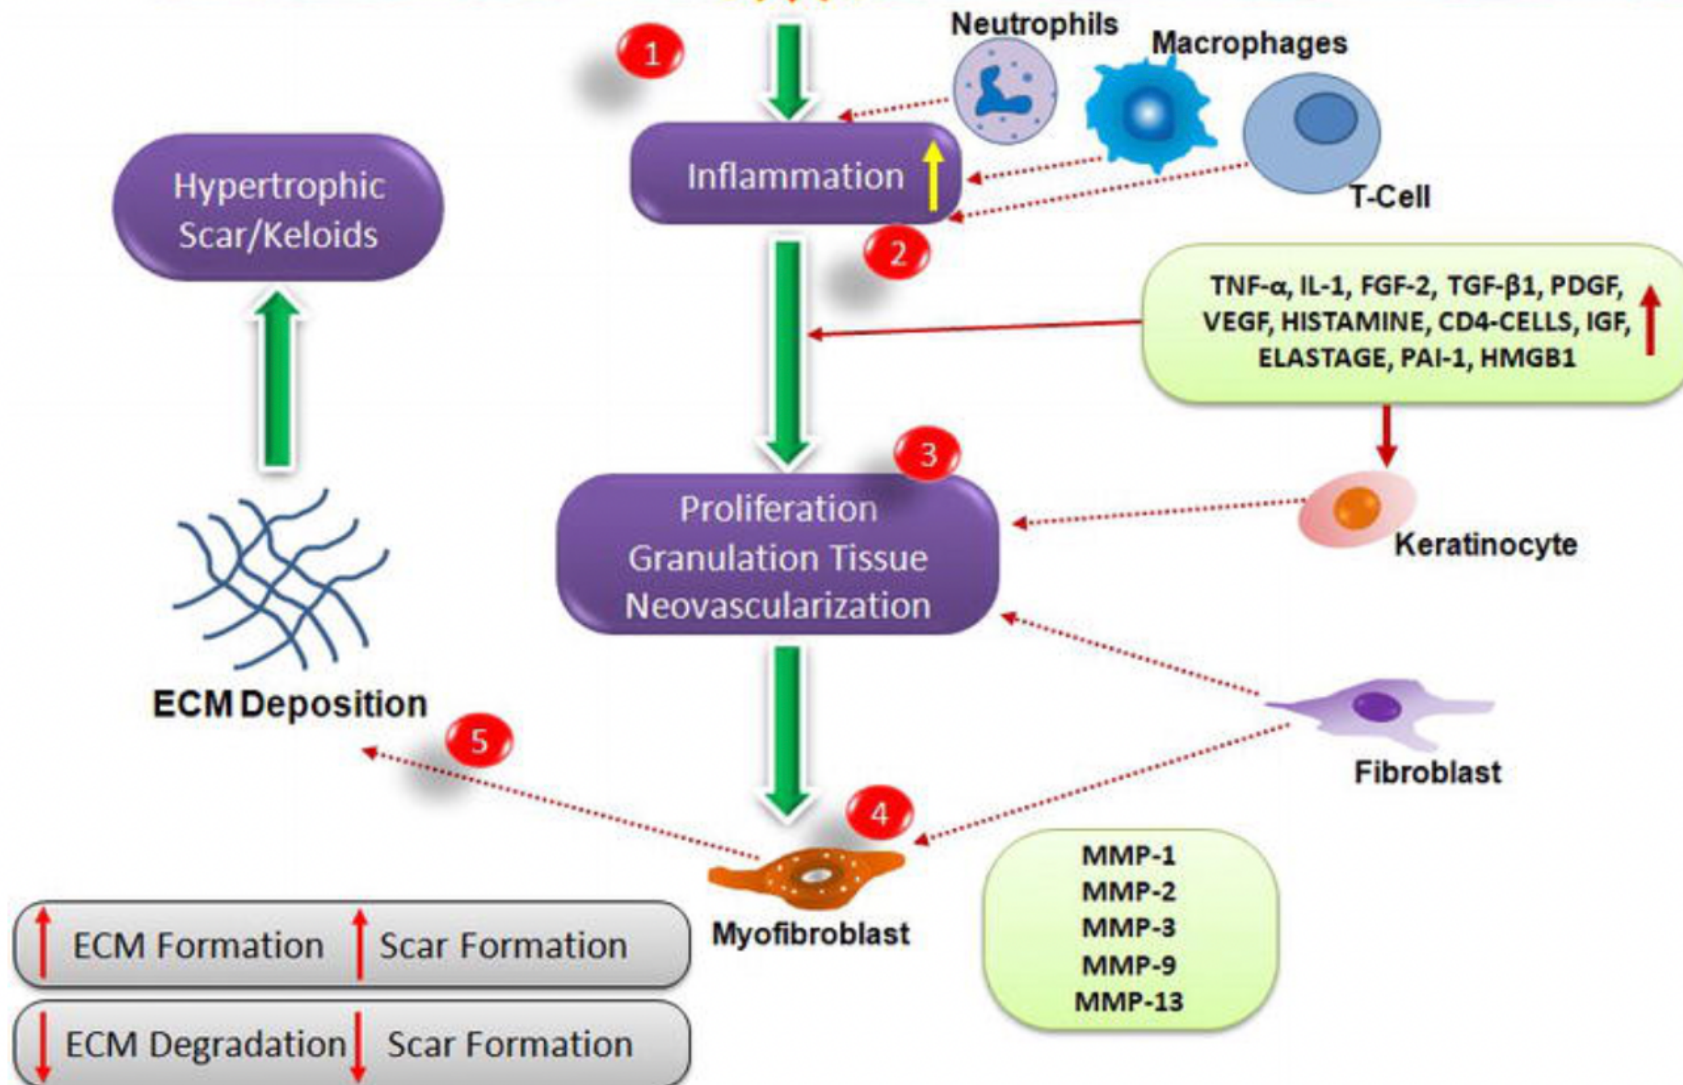 1
Neutrophils
Macrophages
T-Cell
Inflammation
Hypertrophic
Scar/Keloids
2
TNF-α, IL-1, FGF-2, TGF-β1, PDGF,
VEGF, HISTAMINE, CD4-CELLS, IGF,
ELASTAGE, PAI-1, HMGB1
3
Proliferation
Granulation Tissue
Neovascularization
Keratinocyte
ECM Deposition
5
Fibroblast
4
Myofibroblast
MMP-1
MMP-2
MMP-3
MMP-9
MMP-13
ECM Formation Scar Formation
ECM Degradation Scar Formation